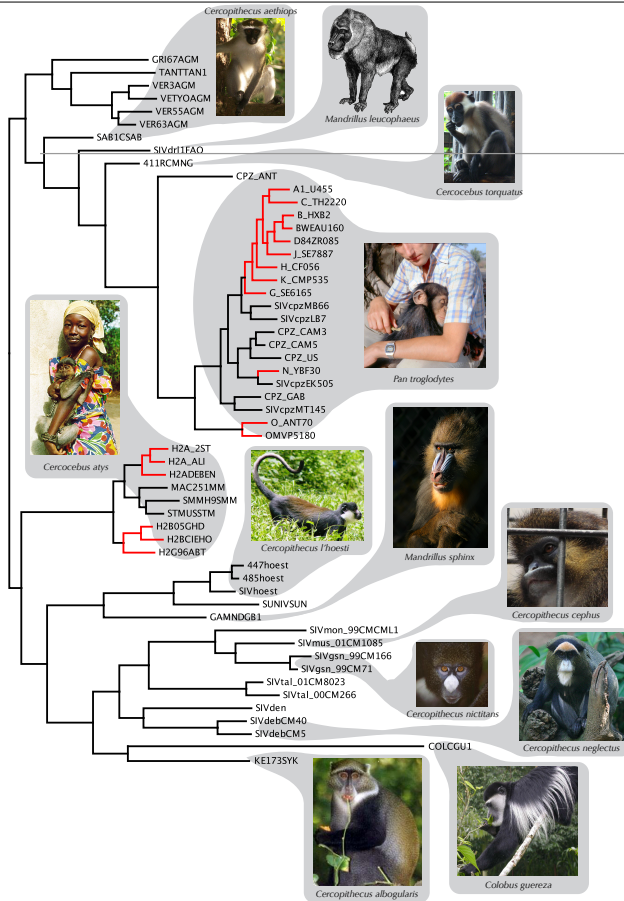 Cercopithecus aethiops
GRI67AGM
TANTTAN1
VER3AGM
VETYOAGM
VER55AGM
VER63AGM
Mandrillus leucophaeus
SAB1CSAB
SIVdrl1FAO
411RCMNG
Cercocebus torquatus
CPZ_ANT
A1_U455
C_TH2220
B_HXB2
BWEAU160
D84ZR085
J_SE7887
H_CF056
K_CMP535
G_SE6165
SIVcpzMB66
SIVcpzLB7
CPZ_CAM3
CPZ_CAM5
CPZ_US
N_YBF30
SIVcpzEK505
CPZ_GAB
SIVcpzMT145
O_ANT70
OMVP5180
Pan troglodytes
Cercocebus atys
H2A_2ST
H2A_ALI
H2ADEBEN
MAC251MM
SMMH9SMM
STMUSSTM
H2B05GHD
H2BCIEHO
H2G96ABT
Cercopithecus l'hoesti
Mandrillus sphinx
447hoest
485hoest
SIVhoest
SUNIVSUN
GAMNDGB1
Cercopithecus cephus
SIVmon_99CMCML1
SIVmus_01CM1085
SIVgsn_99CM166
SIVgsn_99CM71
SIVtal_01CM8023
SIVtal_00CM266
SIVden
SIVdebCM40
SIVdebCM5
Cercopithecus nictitans
Cercopithecus neglectus
COLCGU1
KE173SYK
Cercopithecus albogularis
Colobus guereza